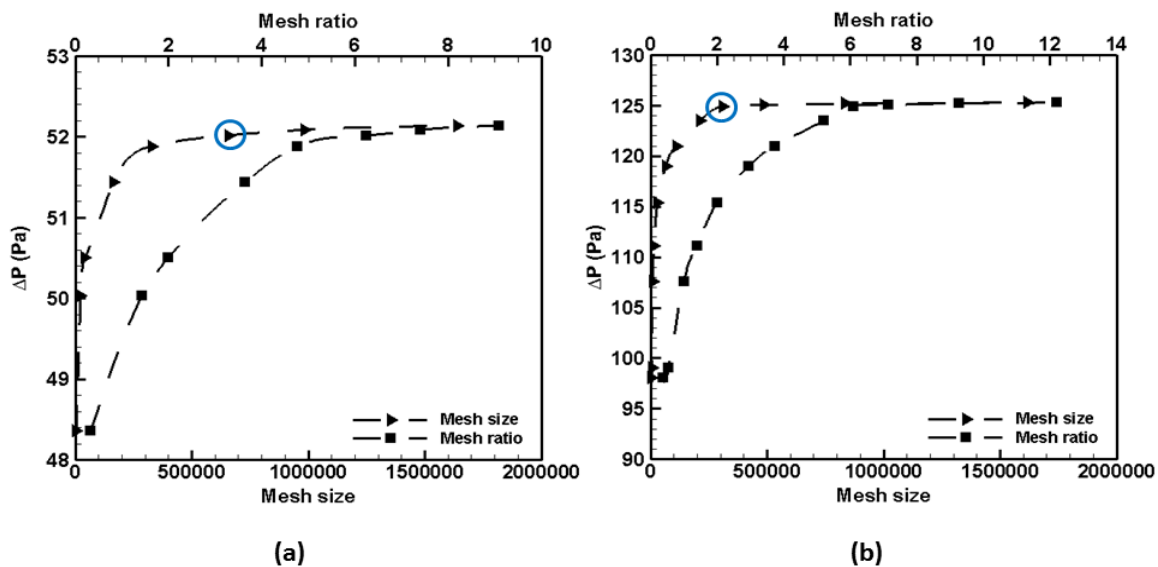 Mesh ratio
0 2 4 6 8 10
53
52
51
50
49
48
ΔP (Pa)
Mesh size
Mesh ratio
0 500000 1000000 1500000 2000000
Mesh size
(a)
Mesh ratio
0 2 4 6 8 10 12 14
130
125
120
115
110
105
100
95
90
ΔP (Pa)
Mesh size
Mesh ratio
0 500000 1000000 1500000 2000000
Mesh size
(b)